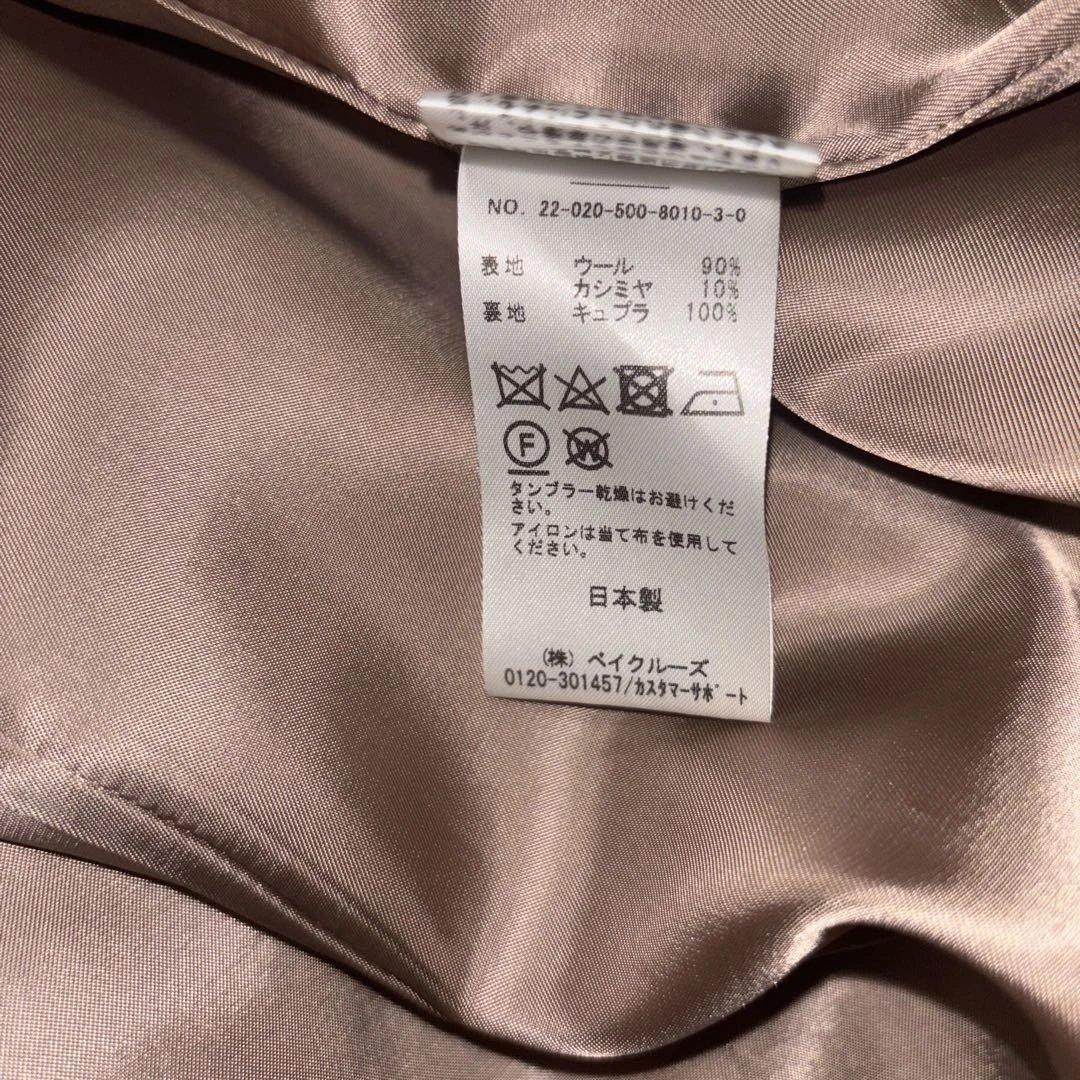 NO. 22-020-500-8010-3-0
表地 ウール 90%
カシミヤ 10%
裏地 キュプラ 100%
F W
タンブラー乾燥はお避けくだ
さい。
アイロンは当て布を使用して
ください。
日本製
(株) ベイクルーズ
0120-301457/カスタマーサポート